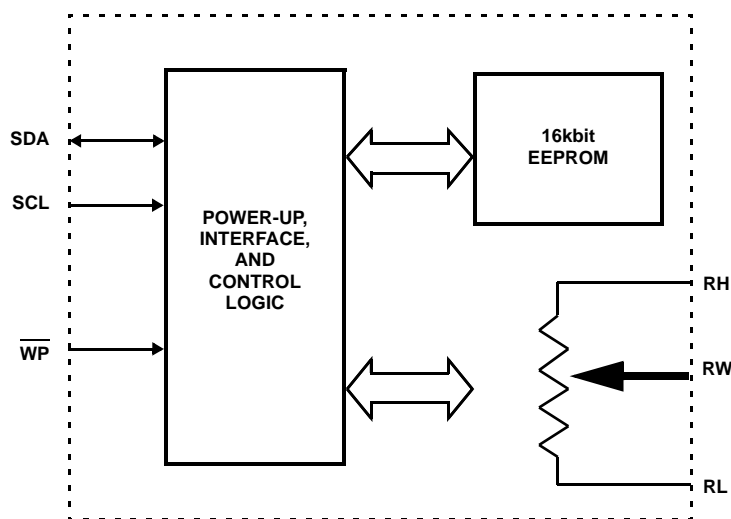 SDA
SCL
WP
POWER-UP,
INTERFACE,
AND
CONTROL
LOGIC
16kbit
EEPROM
RH
RW
RL